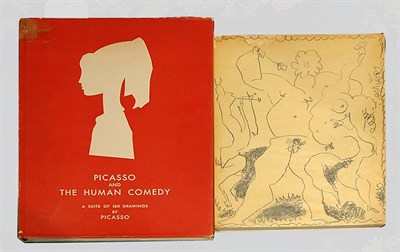 PICASSO
AND
THE HUMAN COMEDY
A SUITE OF 180 DRAWINGS
BY
PICASSO